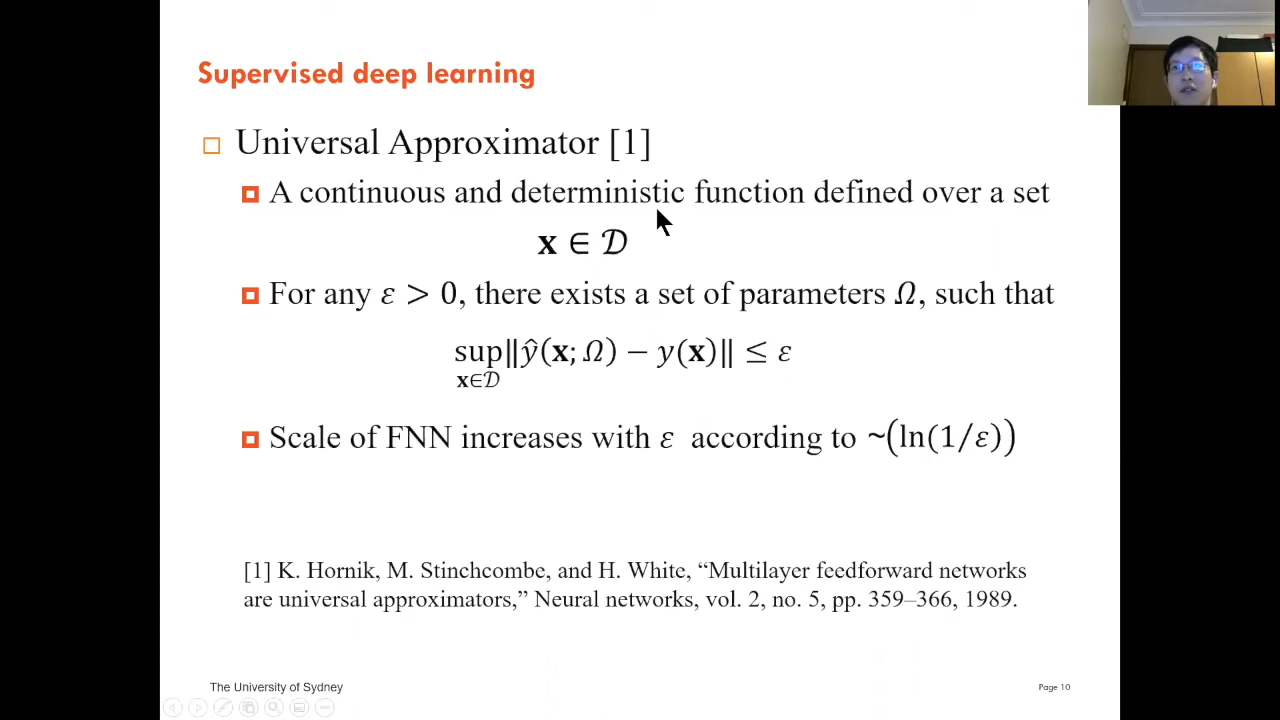 Supervised deep learning
Universal Approximator [1]
A continuous and deterministic function defined over a set
𝐱 ∈ 𝒟
For any 𝜀 > 0, there exists a set of parameters 𝛺, such that
sup‖ŷ(𝐱; 𝛺) − 𝑦(𝐱)‖ ≤ 𝜀
𝐱∈𝒟
Scale of FNN increases with 𝜀 according to ~(ln(1/𝜀))
[1] K. Hornik, M. Stinchcombe, and H. White, “Multilayer feedforward networks
are universal approximators,” Neural networks, vol. 2, no. 5, pp. 359–366, 1989.
The University of Sydney
Page 10